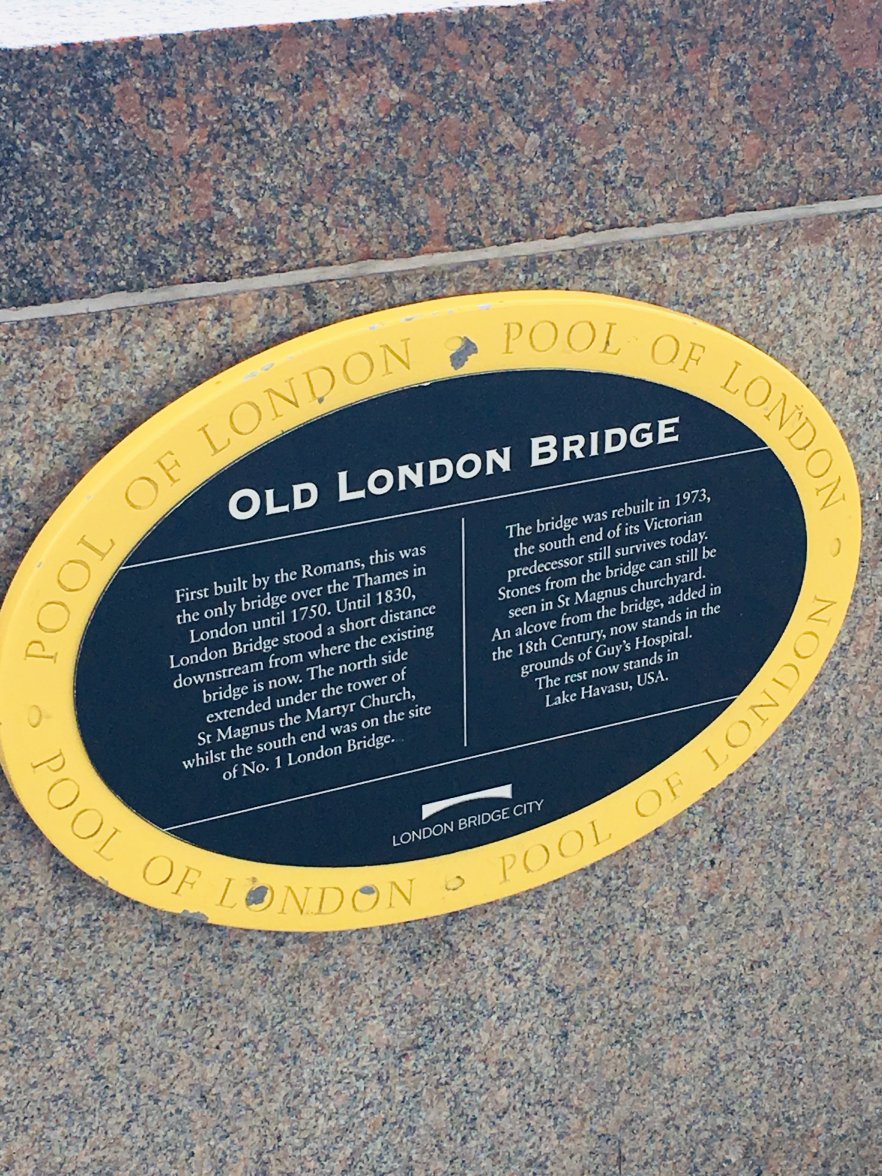 POOL OF LONDON
POOL OF LONDON
OLD LONDON BRIDGE
First built by the Romans, this was
the only bridge over the Thames in
London until 1750. Until 1830,
London Bridge stood a short distance
downstream from where the existing
bridge is now. The north side
extended under the tower of
St Magnus the Martyr Church,
whilst the south end was on the site
of No. 1 London Bridge.
The bridge was rebuilt in 1973,
the south end of its Victorian
predecessor still survives today.
Stones from the bridge can still be
seen in St Magnus churchyard.
An alcove from the bridge, added in
the 18th Century, now stands in the
grounds of Guy's Hospital.
The rest now stands in
Lake Havasu, USA.
LONDON BRIDGE CITY
POOL OF LONDON
POOL OF LONDON